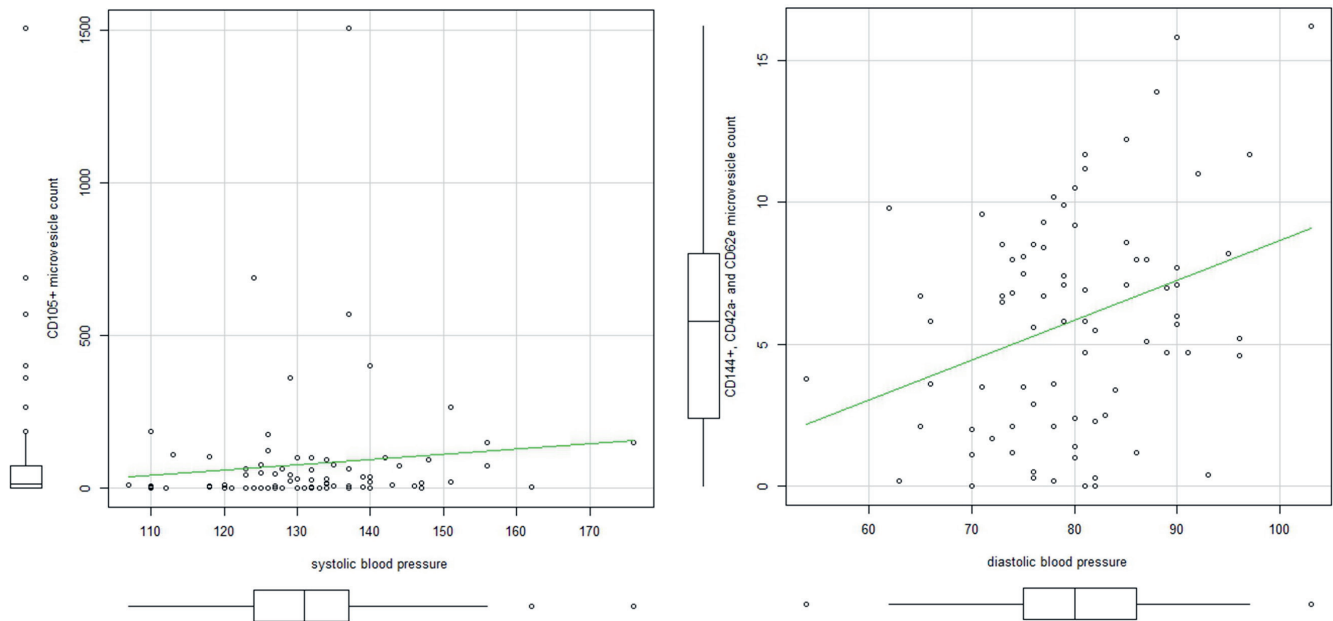 CD105+ microvesicle count
1500
1000
500
0
110 120 130 140 150 160 170
systolic blood pressure
CD144+, CD42a- and CD62e microvesicle count
15
10
5
0
60 70 80 90 100
diastolic blood pressure